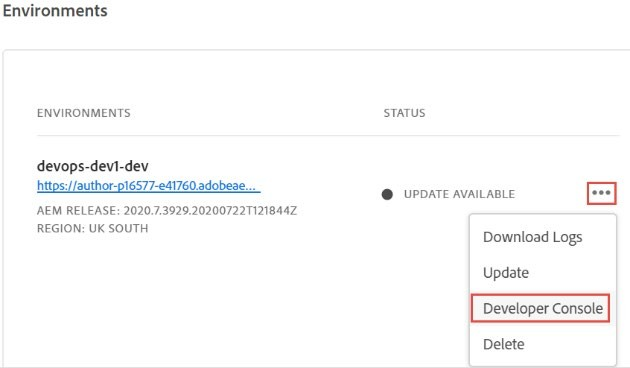 Environments
ENVIRONMENTS STATUS
devops-dev1-dev
https://author-p16577-e41760.adobeae...
UPDATE AVAILABLE
AEM RELEASE: 2020.7.3929.20200722T121844Z
REGION: UK SOUTH
Download Logs
Update
Developer Console
Delete